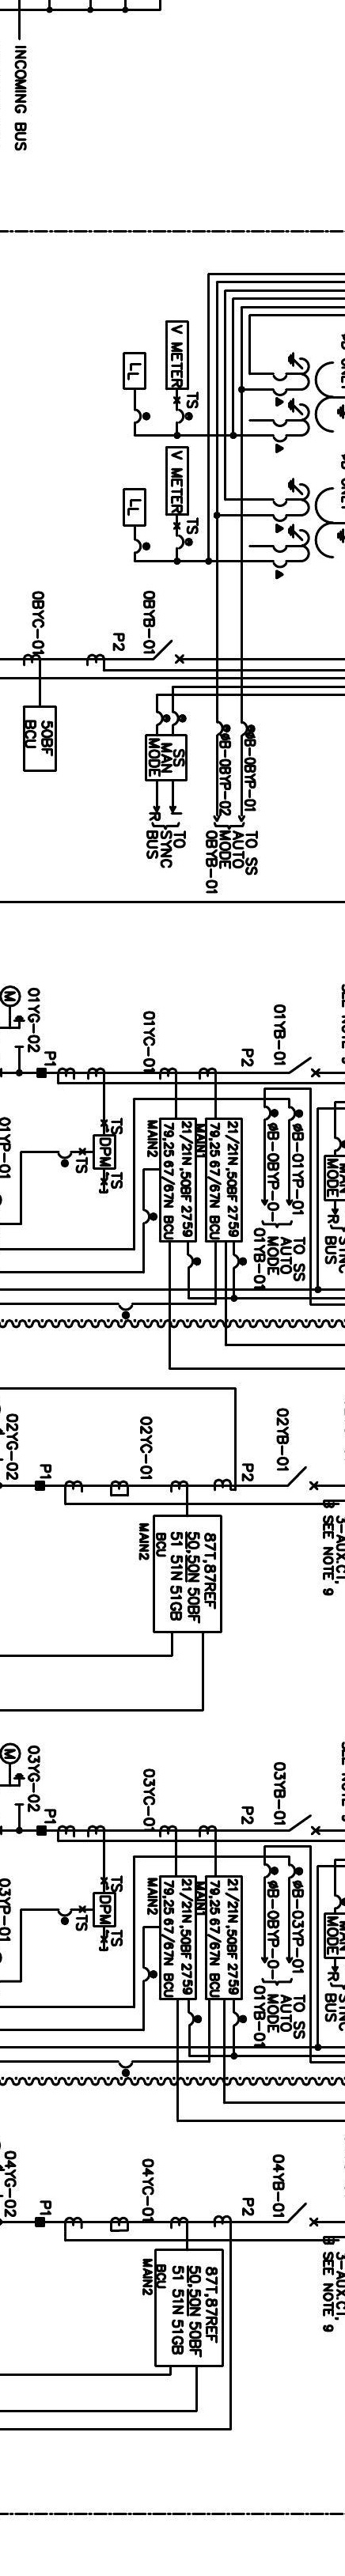 INCOMING BUS
V METER
TS
LL
V METER
TS
LL
0BYB-01
P2
0BYC-01
50BF
BCU
SS
MAN
MODE
TO
SYNC
BUS
R
øB-0BYP-01
øB-0BYP-02
TO SS
AUTO
MODE
0BYB-01
01YB-01
P2
01YC-01
P1
01YG-02
M
01YP-01
TS
DPM
TS
TS
MAIN1
21/21N,50BF 2759
79,25 67/67N BCU
21/21N,50BF 2759
79,25 67/67N BCU
MAIN2
øB-01YP-01
øB-0BYP-0
TO SS
AUTO
MODE
01YB-01
MAN
MODE
R
SYNC
BUS
02YB-01
P2
02YC-01
P1
02YG-02
87T,87REF
50,50N 50BF
51 51N 51GB
BCU
MAIN2
3-AUX.CT,
SEE NOTE, 9
03YB-01
P2
03YC-01
P1
03YG-02
M
03YP-01
TS
DPM
TS
TS
MAIN1
21/21N,50BF 2759
79,25 67/67N BCU
21/21N,50BF 2759
79,25 67/67N BCU
MAIN2
øB-03YP-01
øB-0BYP-0
TO SS
AUTO
MODE
01YB-01
MAN
MODE
R
SYNC
BUS
04YB-01
P2
04YC-01
P1
04YG-02
87T,87REF
50,50N 50BF
51 51N 51GB
BCU
MAIN2
3-AUX.CT,
SEE NOTE, 9